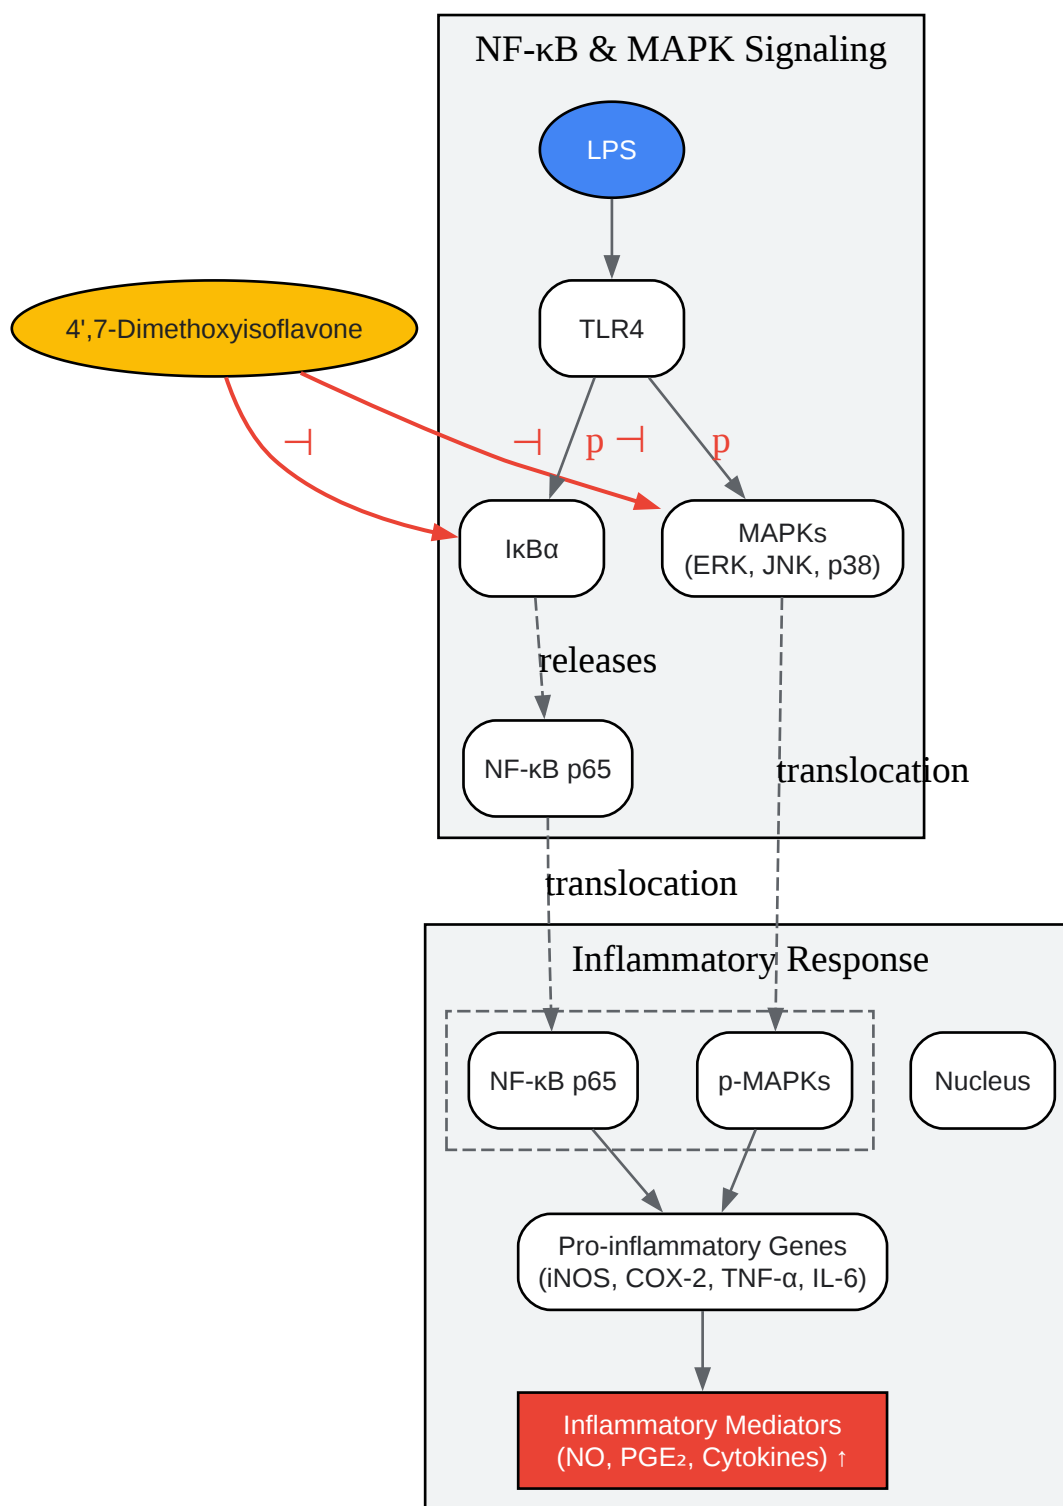 NF-κB & MAPK Signaling
LPS
4',7-Dimethoxyisoflavone
TLR4
⊣
⊣
p ⊣
p
IκBα
MAPKs
(ERK, JNK, p38)
releases
NF-κB p65
translocation
translocation
Inflammatory Response
NF-κB p65
p-MAPKs
Nucleus
Pro-inflammatory Genes
(iNOS, COX-2, TNF-α, IL-6)
Inflammatory Mediators
(NO, PGE₂, Cytokines) ↑